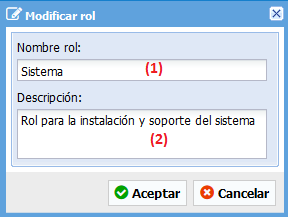 Modificar rol
Nombre rol:
Sistema
(1)
Descripción:
Rol para la instalación y soporte del sistema
(2)
Aceptar
Cancelar